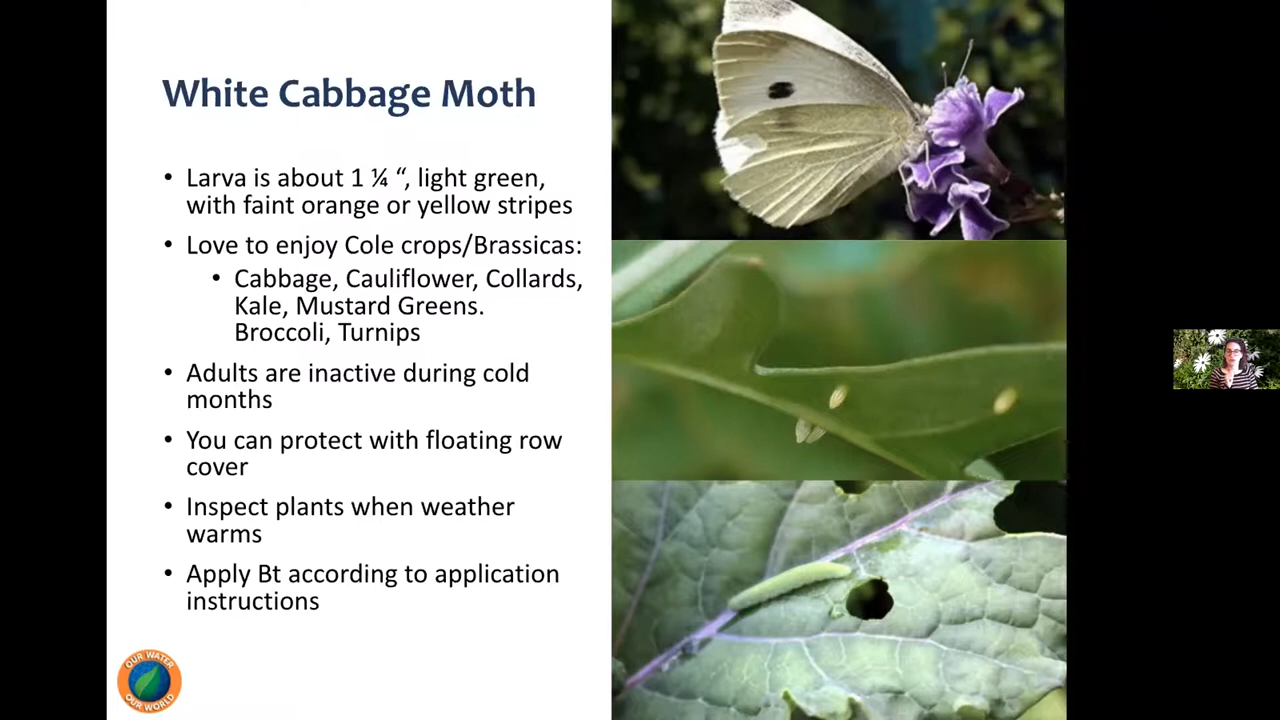 White Cabbage Moth
• Larva is about 1 ¼ “, light green,
with faint orange or yellow stripes
• Love to enjoy Cole crops/Brassicas:
• Cabbage, Cauliflower, Collards,
Kale, Mustard Greens.
Broccoli, Turnips
• Adults are inactive during cold
months
• You can protect with floating row
cover
• Inspect plants when weather
warms
• Apply Bt according to application
instructions
OUR WATER
OUR WORLD